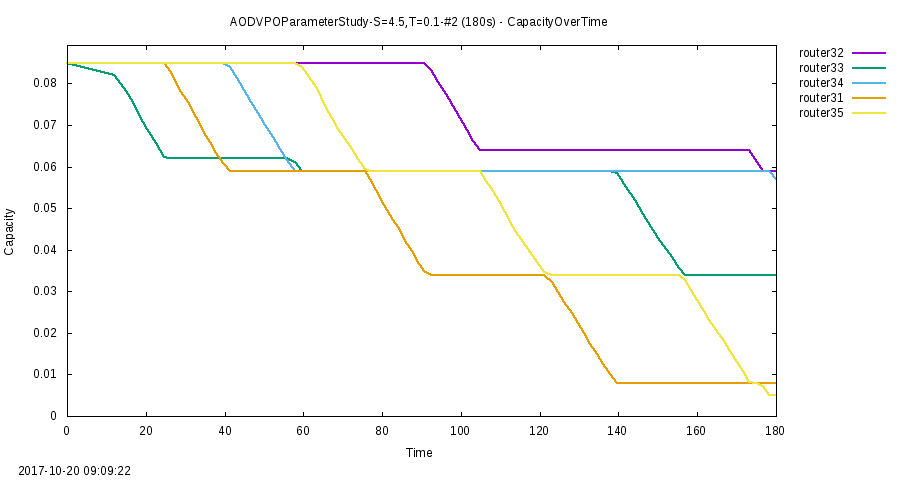 AODVPOParameterStudy-S=4.5,T=0.1-#2 (180s) - CapacityOverTime
router32
router33
router34
router31
router35
0.08
0.07
0.06
0.05
0.04
0.03
0.02
0.01
0
Capacity
0 20 40 60 80 100 120 140 160 180
Time
2017-10-20 09:09:22